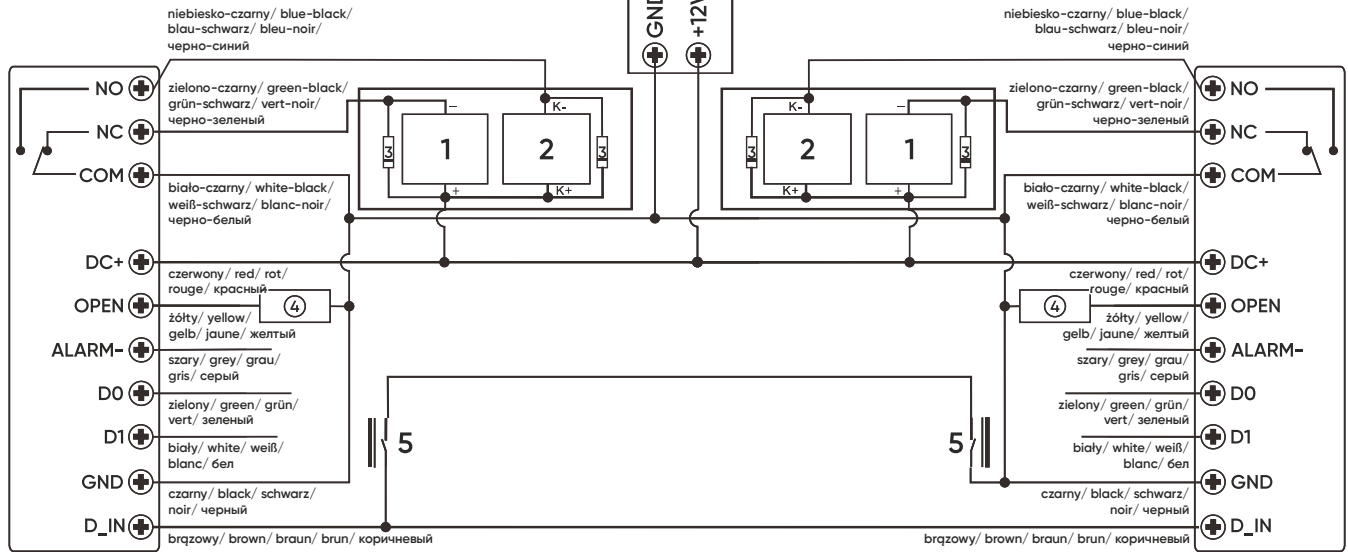 niebiesko-czarny/ blue-black/
blau-schwarz/ bleu-noir/
черно-синий
GND
+12V
niebiesko-czarny/ blue-black/
blau-schwarz/ bleu-noir/
черно-синий
NO
zielono-czarny/ green-black/
grün-schwarz/ vert-noir/
черно-зеленый
NC
COM
biało-czarny/ white-black/
weiß-schwarz/ blanc-noir/
черно-белый
DC+
czerwony/ red/ rot/
rouge/ красный
OPEN
żółty/ yellow/
gelb/ jaune/ желтый
ALARM-
szary/ grey/ grau/
gris/ серый
D0
zielony/ green/ grün/
vert/ зеленый
D1
biały/ white/ weiß/
blanc/ бел
GND
czarny/ black/ schwarz/
noir/ черный
D_IN
brązowy/ brown/ braun/ brun/ коричневый
3
–
1
+
K-
2
K+
3
4
5
3
K-
2
K+
–
1
+
3
4
5
NO
zielono-czarny/ green-black/
grün-schwarz/ vert-noir/
черно-зеленый
NC
COM
biało-czarny/ white-black/
weiß-schwarz/ blanc-noir/
черно-белый
DC+
czerwony/ red/ rot/
rouge/ красный
OPEN
żółty/ yellow/
gelb/ jaune/ желтый
ALARM-
szary/ grey/ grau/
gris/ серый
D0
zielony/ green/ grün/
vert/ зеленый
D1
biały/ white/ weiß/
blanc/ бел
GND
czarny/ black/ schwarz/
noir/ черный
D_IN
brązowy/ brown/ braun/ brun/ коричневый